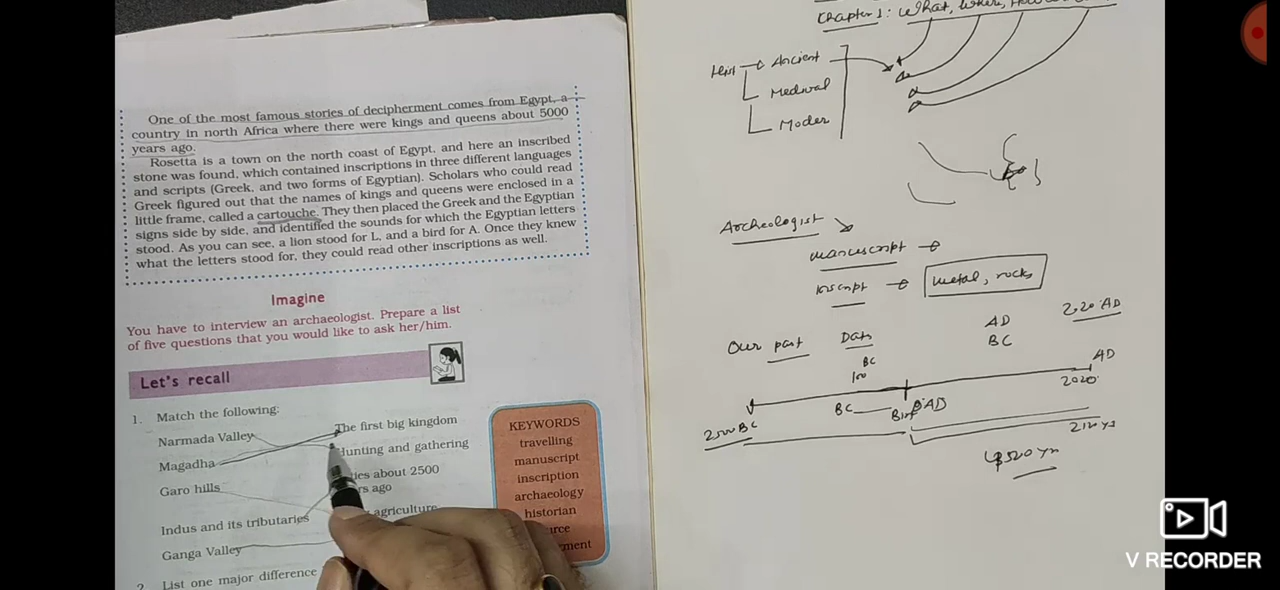 One of the most famous stories of decipherment comes from Egypt, a
country in north Africa where there were kings and queens about 5000
years ago.
Rosetta is a town on the north coast of Egypt, and here an inscribed
stone was found, which contained inscriptions in three different languages
and scripts (Greek, and two forms of Egyptian). Scholars who could read
Greek figured out that the names of kings and queens were enclosed in a
little frame, called a cartouche. They then placed the Greek and the Egyptian
signs side by side, and identified the sounds for which the Egyptian letters
stood. As you can see, a lion stood for L, and a bird for A. Once they knew
what the letters stood for, they could read other inscriptions as well.
Imagine
You have to interview an archaeologist. Prepare a list
of five questions that you would like to ask her/him.
Let's recall
1. Match the following:
Narmada Valley
The first big kingdom
Magadha
Hunting and gathering
Garo hills
about 2500
ago
Indus and its tributaries
agriculture
Ganga Valley
2. List one major difference
KEYWORDS
travelling
manuscript
inscription
archaeology
historian
Chapter 1: What, Where,
Hist → Ancient
Medival
Moder
Archeologist
manuscript →
→ metal, rocks
Our past
Dats
AD
BC
2020 AD
BC
100
AD
2020
BC
AD
2500 BC
V RECORDER